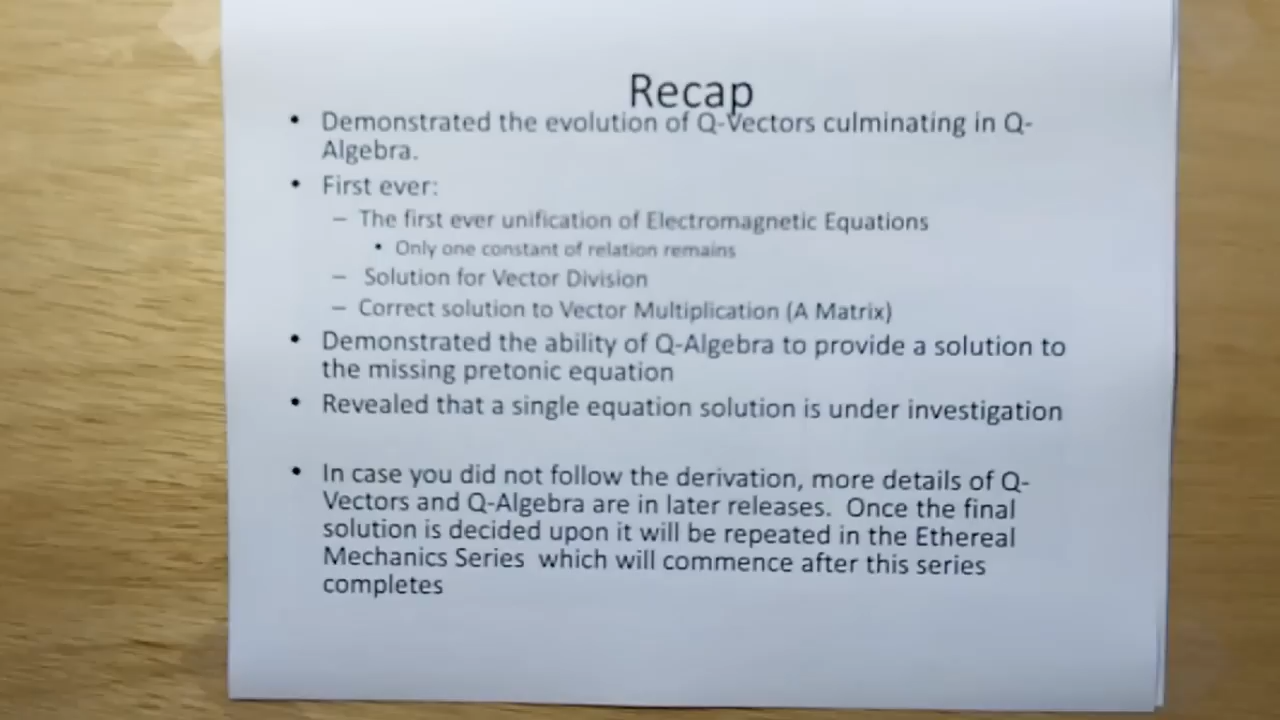 Recap
• Demonstrated the evolution of Q-Vectors culminating in Q-
Algebra.
• First ever:
– The first ever unification of Electromagnetic Equations
• Only one constant of relation remains
– Solution for Vector Division
– Correct solution to Vector Multiplication (A Matrix)
• Demonstrated the ability of Q-Algebra to provide a solution to
the missing pretonic equation
• Revealed that a single equation solution is under investigation
• In case you did not follow the derivation, more details of Q-
Vectors and Q-Algebra are in later releases. Once the final
solution is decided upon it will be repeated in the Ethereal
Mechanics Series which will commence after this series
completes